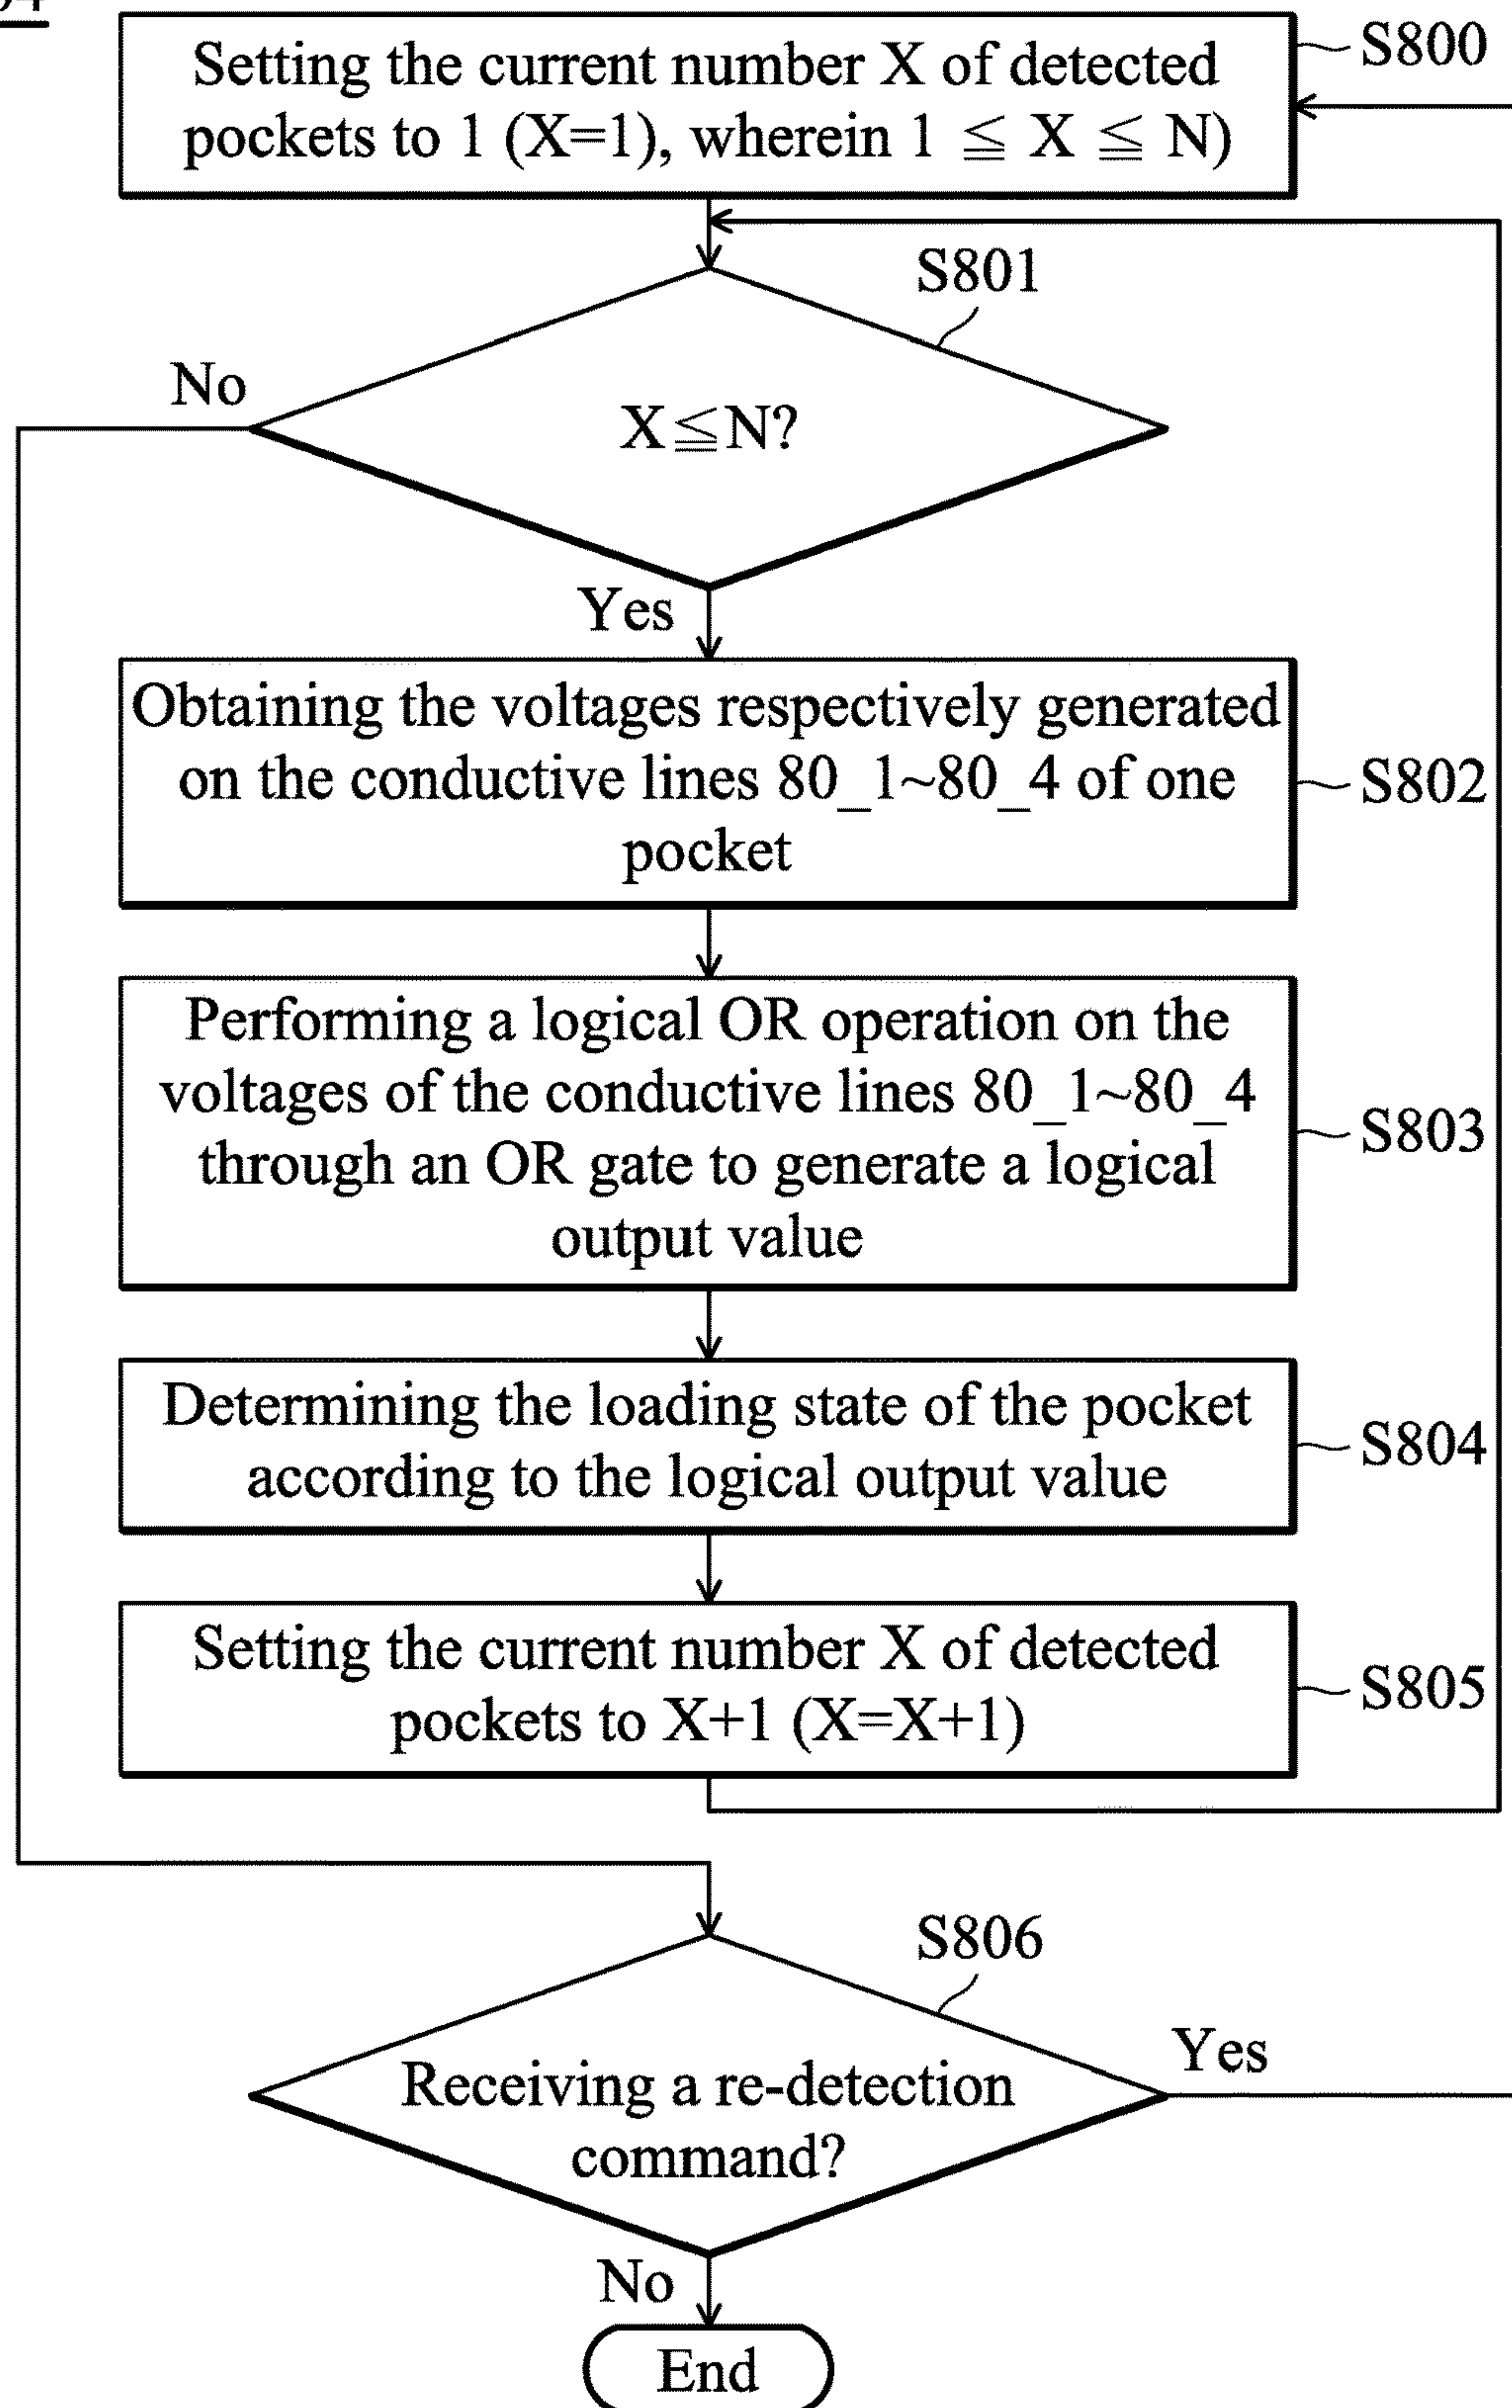 Setting the current number X of detected
pockets to 1 (X=1), wherein 1 ≦ X ≦ N)
S800
S801
No
X≦N?
Yes
Obtaining the voltages respectively generated
on the conductive lines 80_1~80_4 of one
pocket
S802
Performing a logical OR operation on the
voltages of the conductive lines 80_1~80_4
through an OR gate to generate a logical
output value
S803
Determining the loading state of the pocket
according to the logical output value
S804
Setting the current number X of detected
pockets to X+1 (X=X+1)
S805
S806
Receiving a re-detection
command?
Yes
No
End